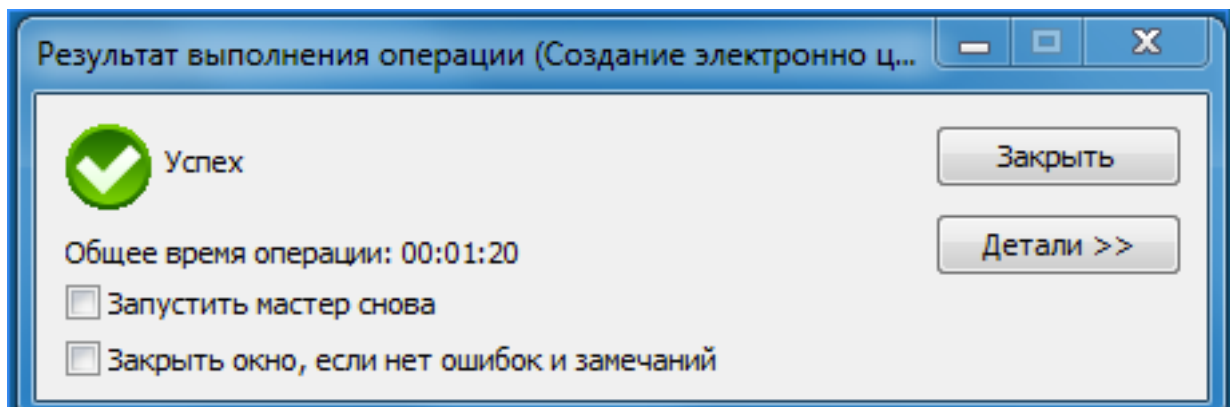 Результат выполнения операции (Создание электронно ц...
Успех
Закрыть
Общее время операции: 00:01:20
Детали >>
Запустить мастер снова
Закрыть окно, если нет ошибок и замечаний